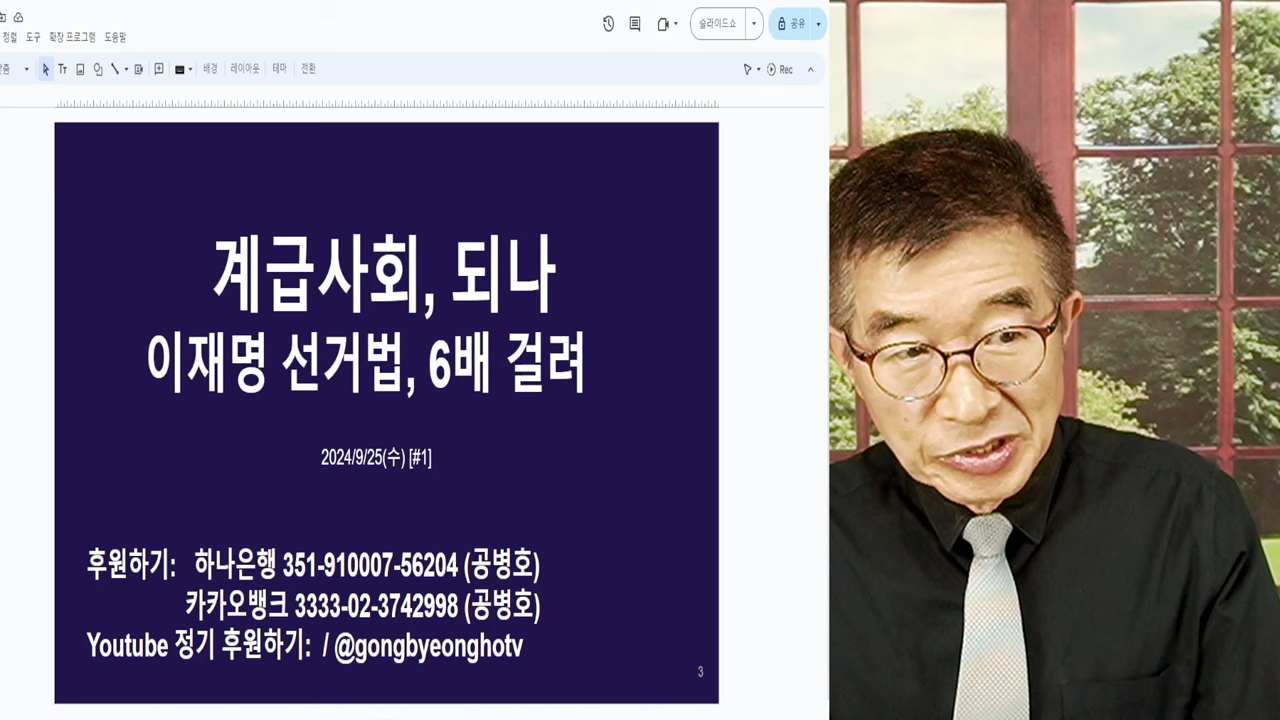 정렬 도구 확장 프로그램 도움말
슬라이드쇼
공유
맞춤
Tт
배경
레이아웃
테마
전환
Rec
계급사회, 되나
이재명 선거법, 6배 걸려
2024/9/25(수) [#1]
후원하기: 하나은행 351-910007-56204 (공병호)
카카오뱅크 3333-02-3742998 (공병호)
Youtube 정기 후원하기: / @gongbyeonghotv
3